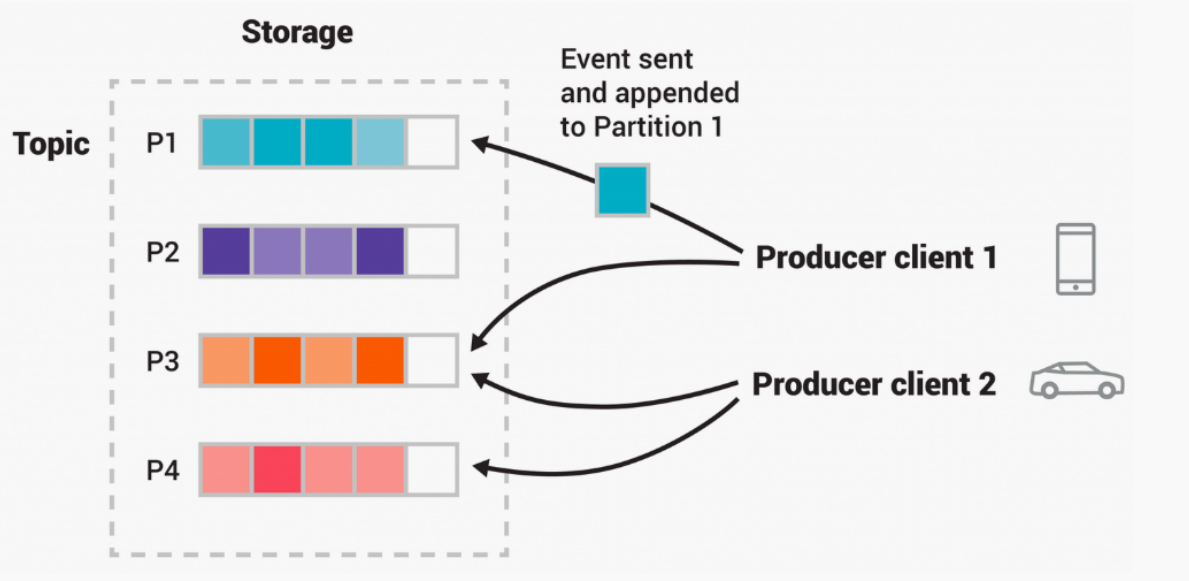 Storage
Event sent
and appended
to Partition 1
Topic
P1
P2
Producer client 1
P3
Producer client 2
P4